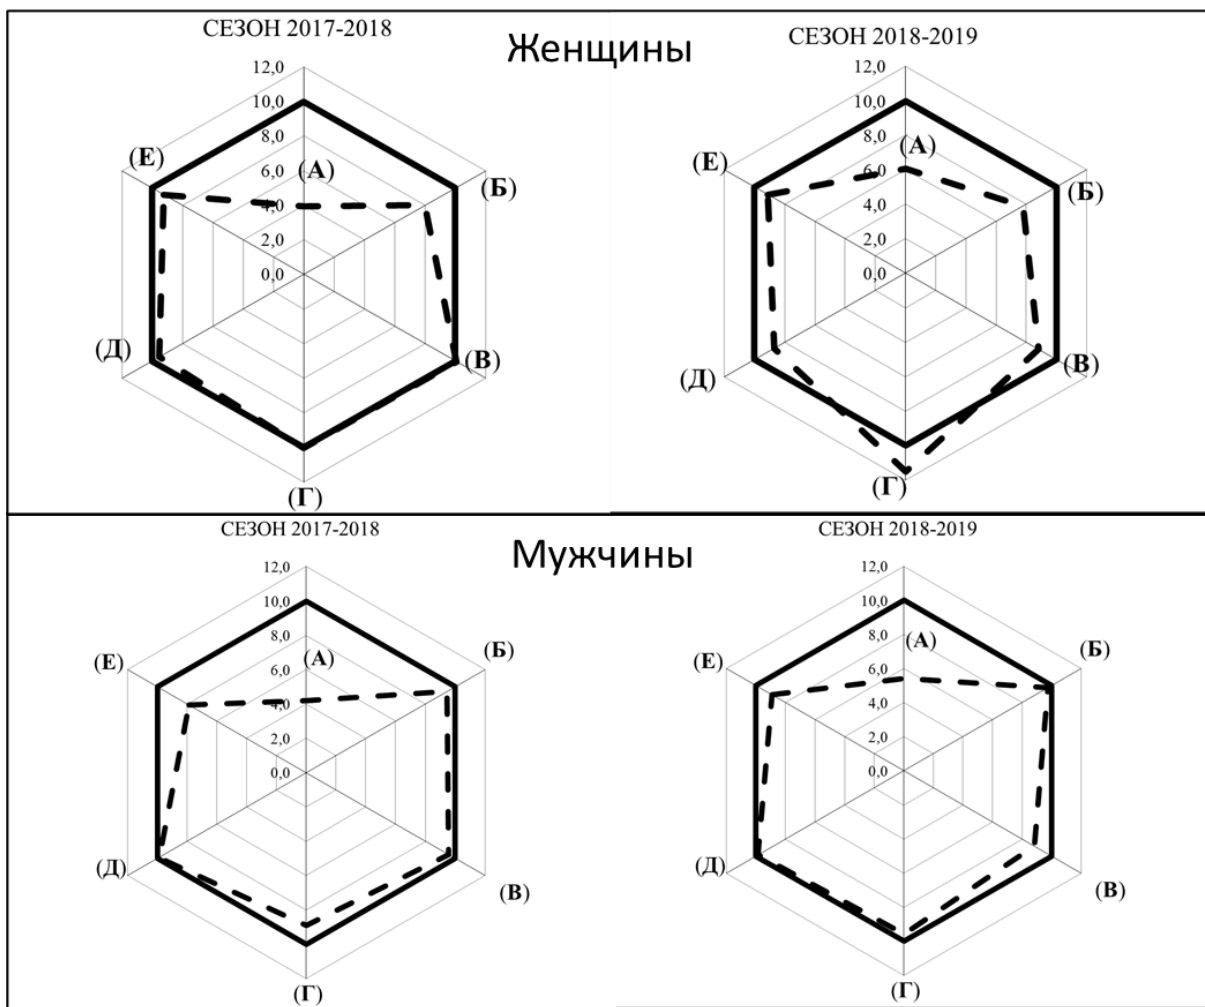 СЕЗОН 2017-2018
Женщины
СЕЗОН 2018-2019
12,0
10,0
8,0
6,0
4,0
2,0
0,0
(А)
(Б)
(В)
(Г)
(Д)
(Е)
12,0
10,0
8,0
6,0
4,0
2,0
0,0
(А)
(Б)
(В)
(Г)
(Д)
(Е)
СЕЗОН 2017-2018
Мужчины
СЕЗОН 2018-2019
12,0
10,0
8,0
6,0
4,0
2,0
0,0
(А)
(Б)
(В)
(Г)
(Д)
(Е)
12,0
10,0
8,0
6,0
4,0
2,0
0,0
(А)
(Б)
(В)
(Г)
(Д)
(Е)